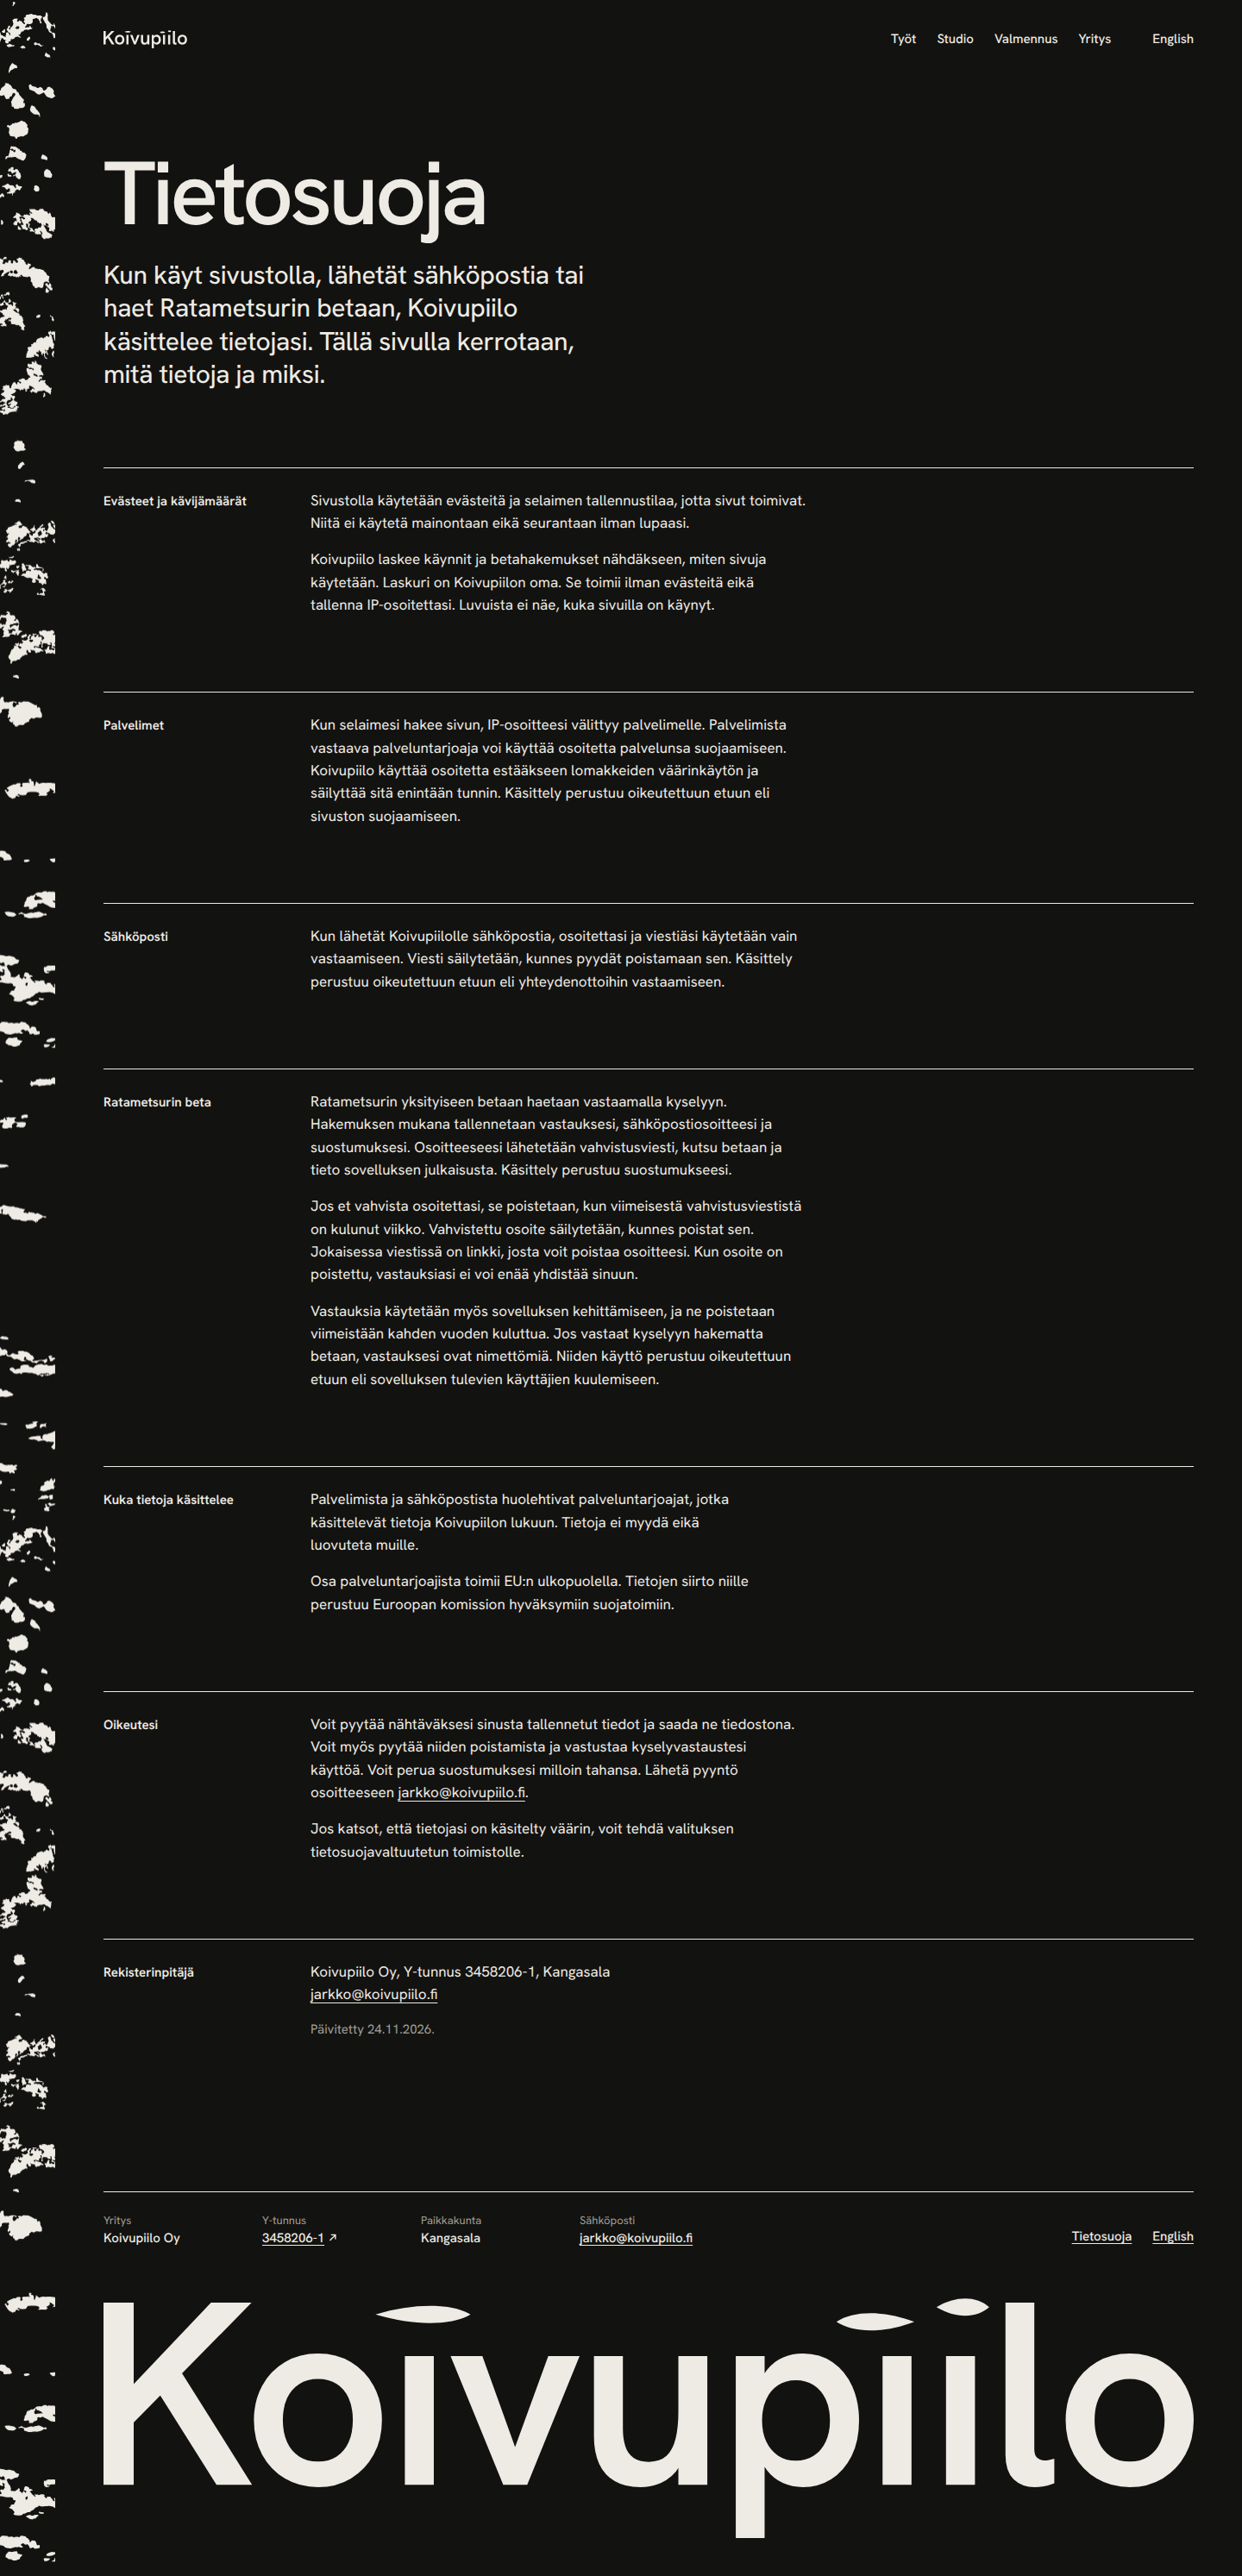 Koivupiilo
Työt Studio Valmennus Yritys English
Tietosuoja
Kun käyt sivustolla, lähetät sähköpostia tai
haet Ratametsurin betaan, Koivupiilo
käsittelee tietojasi. Tällä sivulla kerrotaan,
mitä tietoja ja miksi.
Evästeet ja kävijämäärät
Sivustolla käytetään evästeitä ja selaimen tallennustilaa, jotta sivut toimivat.
Niitä ei käytetä mainontaan eikä seurantaan ilman lupaasi.
Koivupiilo laskee käynnit ja betahakemukset nähdäkseen, miten sivuja
käytetään. Laskuri on Koivupiilon oma. Se toimii ilman evästeitä eikä
tallenna IP-osoitettasi. Luvuista ei näe, kuka sivuilla on käynyt.
Palvelimet
Kun selaimesi hakee sivun, IP-osoitteesi välittyy palvelimelle. Palvelimista
vastaava palveluntarjoaja voi käyttää osoitetta palvelunsa suojaamiseen.
Koivupiilo käyttää osoitetta estääkseen lomakkeiden väärinkäytön ja
säilyttää sitä enintään tunnin. Käsittely perustuu oikeutettuun etuun eli
sivuston suojaamiseen.
Sähköposti
Kun lähetät Koivupiilolle sähköpostia, osoitettasi ja viestiäsi käytetään vain
vastaamiseen. Viesti säilytetään, kunnes pyydät poistamaan sen. Käsittely
perustuu oikeutettuun etuun eli yhteydenottoihin vastaamiseen.
Ratametsurin beta
Ratametsurin yksityiseen betaan haetaan vastaamalla kyselyyn.
Hakemuksen mukana tallennetaan vastauksesi, sähköpostiosoitteesi ja
suostumuksesi. Osoitteeseesi lähetetään vahvistusviesti, kutsu betaan ja
tieto sovelluksen julkaisusta. Käsittely perustuu suostumukseesi.
Jos et vahvista osoitettasi, se poistetaan, kun viimeisestä vahvistusviestistä
on kulunut viikko. Vahvistettu osoite säilytetään, kunnes poistat sen.
Jokaisessa viestissä on linkki, josta voit poistaa osoitteesi. Kun osoite on
poistettu, vastauksiasi ei voi enää yhdistää sinuun.
Vastauksia käytetään myös sovelluksen kehittämiseen, ja ne poistetaan
viimeistään kahden vuoden kuluttua. Jos vastaat kyselyyn hakematta
betaan, vastauksesi ovat nimettömiä. Niiden käyttö perustuu oikeutettuun
etuun eli sovelluksen tulevien käyttäjien kuulemiseen.
Kuka tietoja käsittelee
Palvelimista ja sähköpostista huolehtivat palveluntarjoajat, jotka
käsittelevät tietoja Koivupiilon lukuun. Tietoja ei myydä eikä
luovuteta muille.
Osa palveluntarjoajista toimii EU:n ulkopuolella. Tietojen siirto niille
perustuu Euroopan komission hyväksymiin suojatoimiin.
Oikeutesi
Voit pyytää nähtäväksesi sinusta tallennetut tiedot ja saada ne tiedostona.
Voit myös pyytää niiden poistamista ja vastustaa kyselyvastaustesi
käyttöä. Voit perua suostumuksesi milloin tahansa. Lähetä pyyntö
osoitteeseen jarkko@koivupiilo.fi.
Jos katsot, että tietojasi on käsitelty väärin, voit tehdä valituksen
tietosuojavaltuutetun toimistolle.
Rekisterinpitäjä
Koivupiilo Oy, Y-tunnus 3458206-1, Kangasala
jarkko@koivupiilo.fi
Päivitetty 24.11.2026.
Yritys Y-tunnus Paikkakunta Sähköposti
Koivupiilo Oy 3458206-1 ↗ Kangasala jarkko@koivupiilo.fi Tietosuoja English
Koivupiilo